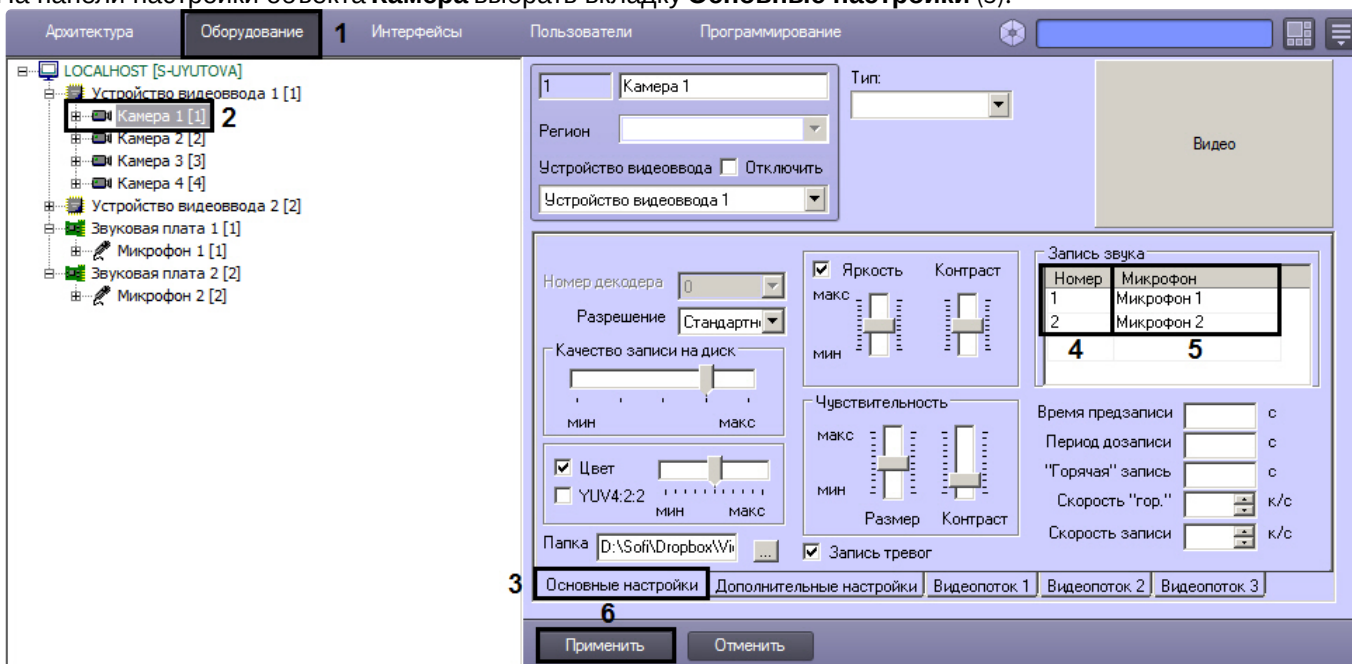 На панели настройки объекта Камера выбрать вкладку Основные настройки (3).
Архитектура Оборудование 1 Интерфейсы Пользователи Программирование
LOCALHOST [S-UYUTOVA]
Устройство видеоввода 1 [1]
Камера 1 [1] 2
Камера 2 [2]
Камера 3 [3]
Камера 4 [4]
Устройство видеоввода 2 [2]
Звуковая плата 1 [1]
Микрофон 1 [1]
Звуковая плата 2 [2]
Микрофон 2 [2]
1 Камера 1
Тип:
Регион
Устройство видеоввода Отключить
Устройство видеоввода 1
Видео
Номер декодера 0
Разрешение Стандартн
Качество записи на диск
мин макс
Цвет
YUV4:2:2
мин макс
Папка D:\Sofi\Dropbox\Vi ...
Яркость Контраст
макс
мин
Чувствительность
макс
мин
Размер Контраст
Запись тревог
Запись звука
Номер Микрофон
1 Микрофон 1
2 Микрофон 2
4 5
Время предзаписи с
Период дозаписи с
"Горячая" запись с
Скорость "гор." к/с
Скорость записи к/с
3 Основные настройки Дополнительные настройки Видеопоток 1 Видеопоток 2 Видеопоток 3
6
Применить Отменить